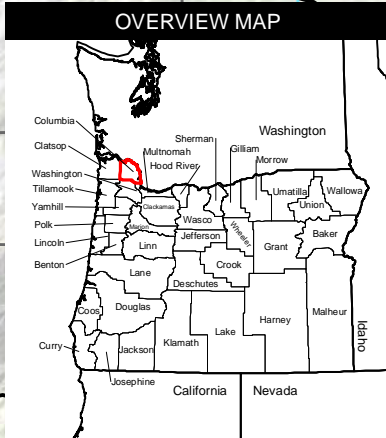 OVERVIEW MAP
Columbia
Clatsop
Washington
Tillamook
Yamhill
Polk
Lincoln
Benton
Multnomah
Hood River
Sherman
Gilliam
Morrow
Washington
Umatilla
Wallowa
Union
Clackamas
Wasco
Marion
Jefferson
Wheeler
Baker
Linn
Grant
Crook
Lane
Deschutes
Coos
Douglas
Malheur
Harney
Idaho
Lake
Klamath
Curry
Jackson
Josephine
California
Nevada